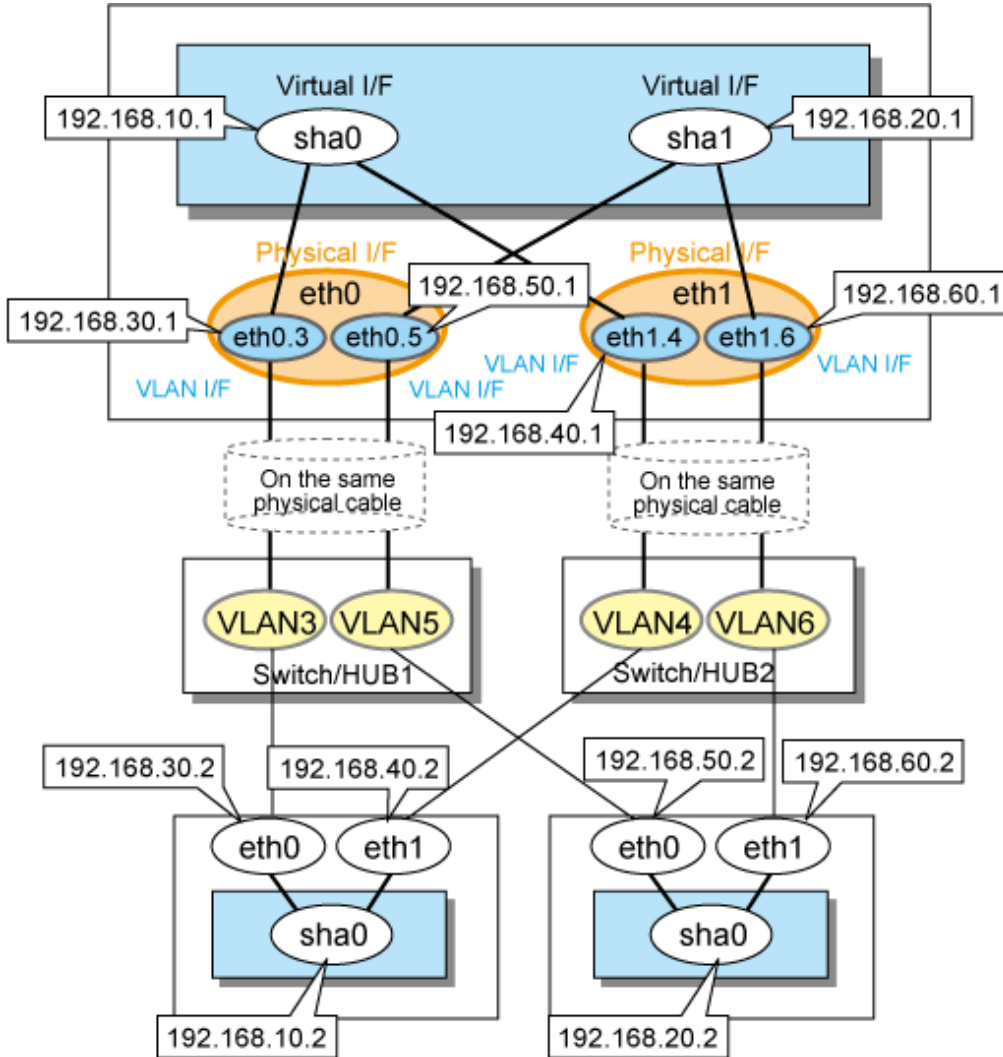 Virtual I/F
Virtual I/F
192.168.10.1
192.168.20.1
sha0
sha1
Physical I/F
Physical I/F
eth0
192.168.50.1
eth1
192.168.60.1
192.168.30.1
eth0.3
eth0.5
eth1.4
eth1.6
VLAN I/F
VLAN I/F
VLAN I/F
VLAN I/F
192.168.40.1
On the same
physical cable
On the same
physical cable
VLAN3
VLAN5
VLAN4
VLAN6
Switch/HUB1
Switch/HUB2
192.168.30.2
192.168.40.2
192.168.50.2
192.168.60.2
eth0
eth1
eth0
eth1
sha0
sha0
192.168.10.2
192.168.20.2